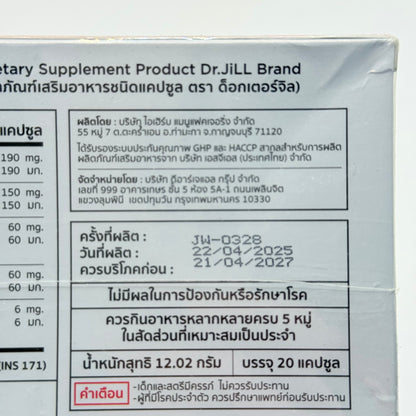 etary Supplement Product Dr.JiLL Brand
ภัณฑ์เสริมอาหารชนิดแคปซูล ตรา ด็อกเตอร์จิล)
แคปซูล
190 mg.
190 มก.
150 mg.
150 มก.
60 mg.
60 มก.
60 mg.
60 มก.
6 mg.
6 มก.
(INS 171)
ผลิตโดย : บริษัท ไอเฮิร์บ แมนูแฟคเจอริ่ง จำกัด
55 หมู่ 7 ต.ตะคร้ำเอน อ.ท่ามะกา จ.กาญจนบุรี 71120
ได้รับรองระบบประกันคุณภาพ GHP และ HACCP สากลสำหรับการผลิต
ผลิตภัณฑ์เสริมอาหารจาก บริษัท เอสจีเอส (ประเทศไทย) จำกัด
จัดจำหน่ายโดย : บริษัท ดีอาร์เจแอล กรุ๊ป จำกัด
เลขที่ 999 อาคารเกษร ชั้น 5 ห้อง 5A-1 ถนนเพลินจิต
แขวงลุมพินี เขตปทุมวัน กรุงเทพมหานคร 10330
ครั้งที่ผลิต : JW-0328
วันที่ผลิต : 22/04/2025
ควรบริโภคก่อน : 21/04/2027
ไม่มีผลในการป้องกันหรือรักษาโรค
ควรกินอาหารหลากหลายครบ 5 หมู่
ในสัดส่วนที่เหมาะสมเป็นประจำ
น้ำหนักสุทธิ 12.02 กรัม บรรจุ 20 แคปซูล
คำเตือน -เด็กและสตรีมีครรภ์ ไม่ควรรับประทาน
-ผู้ที่มีโรคประจำตัว ควรปรึกษาแพทย์ก่อนรับประทาน